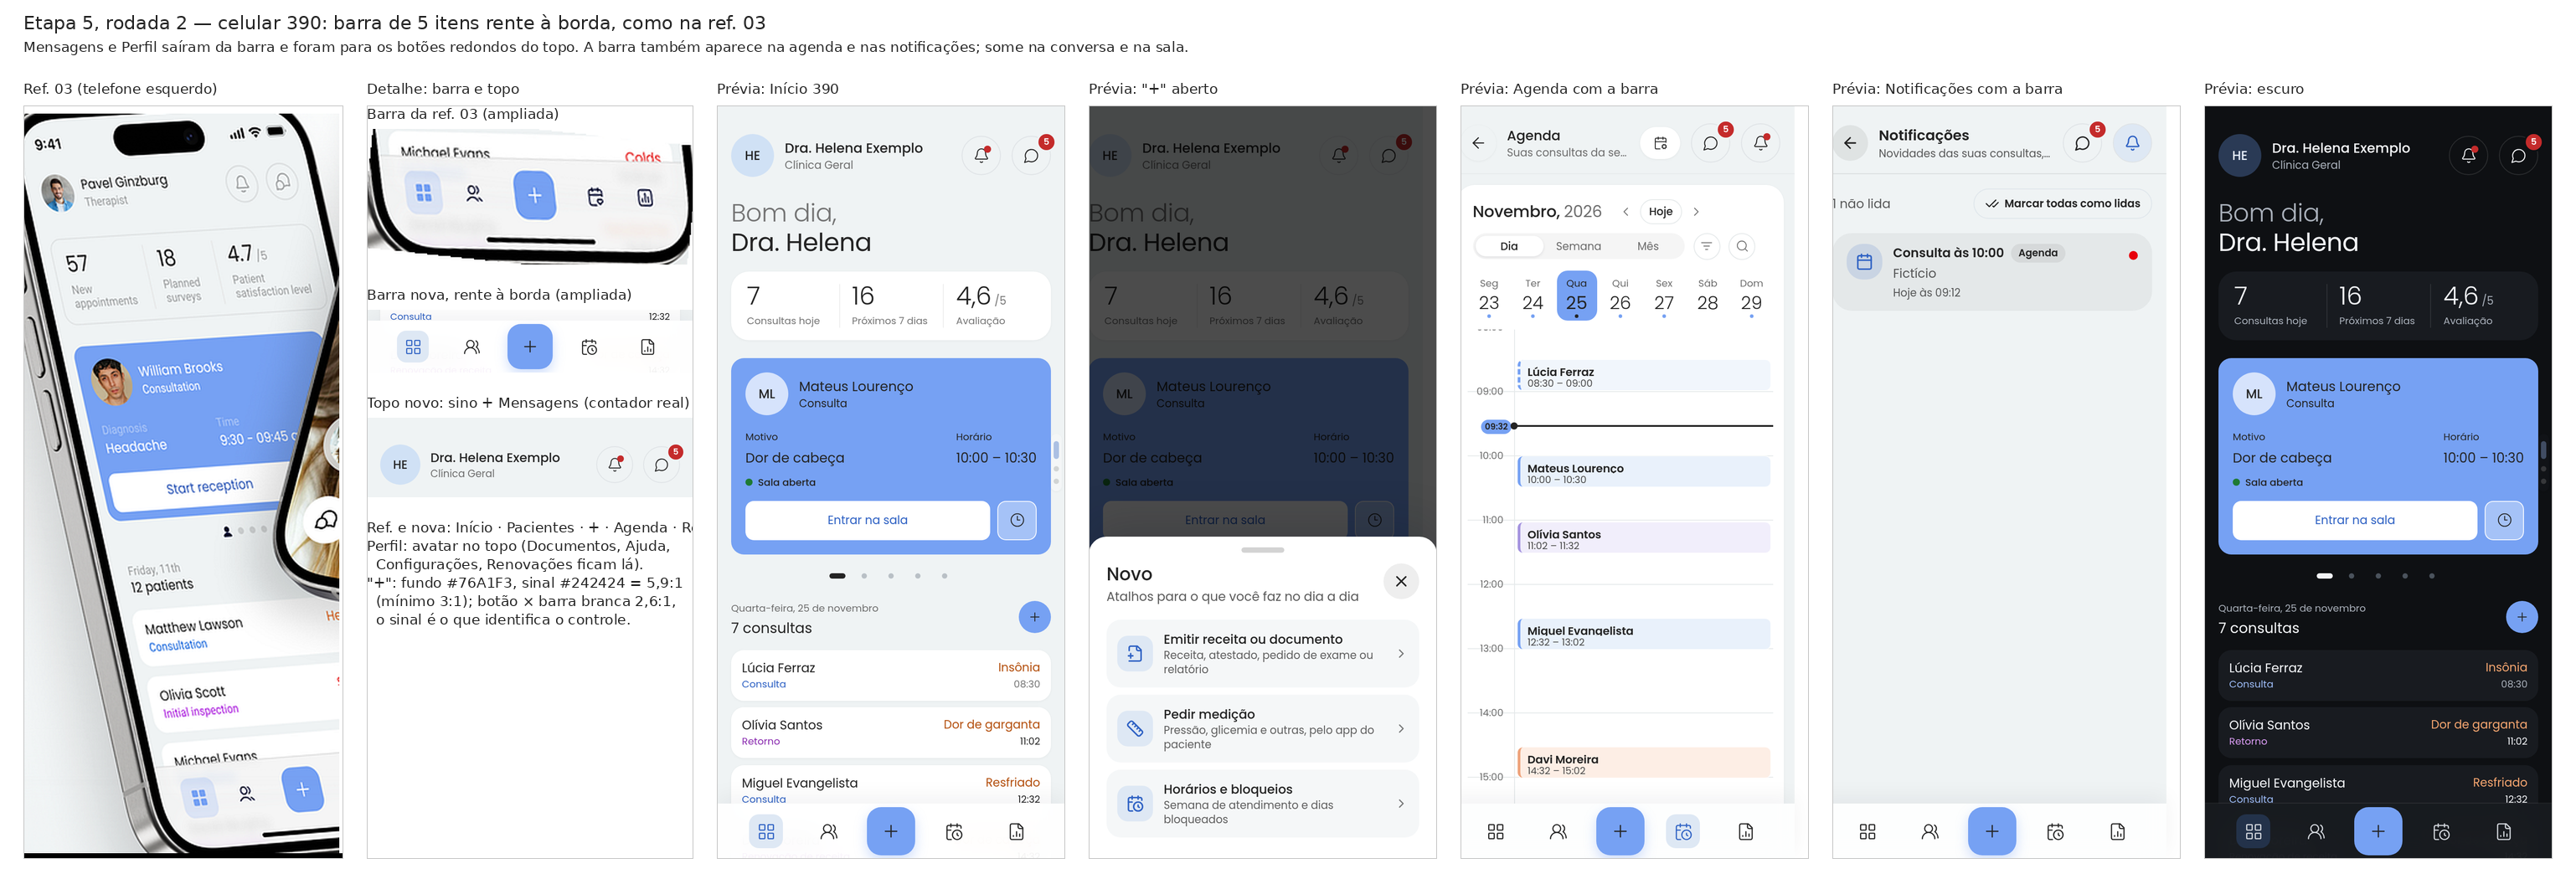 Etapa 5, rodada 2 — celular 390: barra de 5 itens rente à borda, como na ref. 03
Mensagens e Perfil saíram da barra e foram para os botões redondos do topo. A barra também aparece na agenda e nas notificações; some na conversa e na sala.
Ref. 03 (telefone esquerdo)
9:41
Pavel Ginzburg
Therapist
57
New appointments
18
Planned surveys
4.7 /5
Patient satisfaction level
William Brooks
Consultation
Diagnosis
Headache
Time
9:30 - 09:45
Start reception
Friday, 11th
12 patients
Matthew Lawson
Consultation
He
Olivia Scott
Initial inspection
Michael Evans
Detalhe: barra e topo
Barra da ref. 03 (ampliada)
Michael Evans
Colds
Barra nova, rente à borda (ampliada)
Consulta
12:32
Topo novo: sino + Mensagens (contador real)
HE
Dra. Helena Exemplo
Clínica Geral
5
Ref. e nova: Início · Pacientes · + · Agenda · R
Perfil: avatar no topo (Documentos, Ajuda,
Configurações, Renovações ficam lá).
"+": fundo #76A1F3, sinal #242424 = 5,9:1
(mínimo 3:1); botão × barra branca 2,6:1,
o sinal é o que identifica o controle.
Prévia: Início 390
HE
Dra. Helena Exemplo
Clínica Geral
5
Bom dia,
Dra. Helena
7
Consultas hoje
16
Próximos 7 dias
4,6 /5
Avaliação
ML
Mateus Lourenço
Consulta
Motivo
Horário
Dor de cabeça
10:00 – 10:30
Sala aberta
Entrar na sala
Quarta-feira, 25 de novembro
7 consultas
Lúcia Ferraz
Insônia
Consulta
08:30
Olívia Santos
Dor de garganta
Retorno
11:02
Miguel Evangelista
Resfriado
Consulta
12:32
Prévia: "+" aberto
HE
Dra. Helena Exemplo
Clínica Geral
5
Bom dia,
Dra. Helena
7
Consultas hoje
16
Próximos 7 dias
4,6 /5
Avaliação
ML
Mateus Lourenço
Consulta
Motivo
Horário
Dor de cabeça
10:00 – 10:30
Sala aberta
Entrar na sala
Novo
Atalhos para o que você faz no dia a dia
Emitir receita ou documento
Receita, atestado, pedido de exame ou
relatório
Pedir medição
Pressão, glicemia e outras, pelo app do
paciente
Horários e bloqueios
Semana de atendimento e dias
bloqueados
Prévia: Agenda com a barra
Agenda
Suas consultas da se...
5
Novembro, 2026
Hoje
Dia
Semana
Mês
Seg Ter Qua Qui Sex Sáb Dom
23 24 25 26 27 28 29
Lúcia Ferraz
08:30 – 09:00
09:00
09:32
10:00
Mateus Lourenço
10:00 – 10:30
11:00
Olívia Santos
11:02 – 11:32
12:00
Miguel Evangelista
12:32 – 13:02
13:00
14:00
Davi Moreira
14:32 – 15:02
15:00
Prévia: Notificações com a barra
Notificações
Novidades das suas consultas,...
5
1 não lida
Marcar todas como lidas
Consulta às 10:00
Agenda
Fictício
Hoje às 09:12
Prévia: escuro
HE
Dra. Helena Exemplo
Clínica Geral
5
Bom dia,
Dra. Helena
7
Consultas hoje
16
Próximos 7 dias
4,6 /5
Avaliação
ML
Mateus Lourenço
Consulta
Motivo
Horário
Dor de cabeça
10:00 – 10:30
Sala aberta
Entrar na sala
Quarta-feira, 25 de novembro
7 consultas
Lúcia Ferraz
Insônia
Consulta
08:30
Olívia Santos
Dor de garganta
Retorno
11:02
Miguel Evangelista
Resfriado
Consulta
12:32